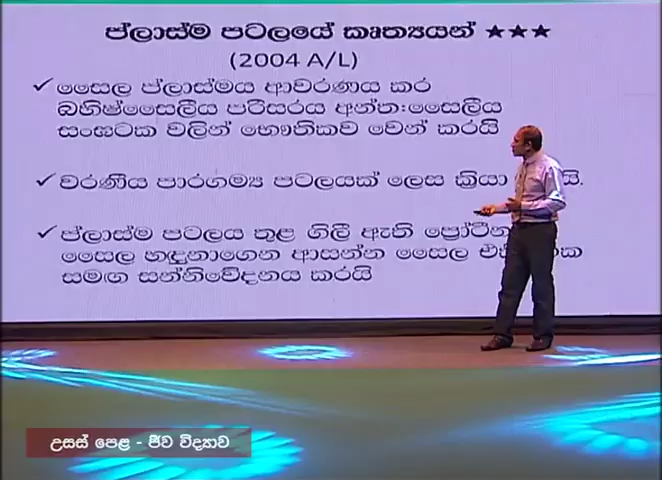 ප්ලාස්ම පටලයේ කෘත්‍යයන් ★★★
(2004 A/L)
✓ සෛල ප්ලාස්මය ආවරණය කර
බහිෂ්සෛලීය පරිසරය අන්තඃසෛලීය
සංඝටක වලින් භෞතිකව වෙන් කරයි
✓ වරණීය පාරගම්‍ය පටලයක් ලෙස ක්‍රියා යි.
✓ ප්ලාස්ම පටලය තුළ ගිලී ඇති
සෛල හඳුනාගෙන ආසන්න සෛල
සමඟ සන්නිවේදනය කරයි
උසස් පෙළ - ජීව විද්‍යාව